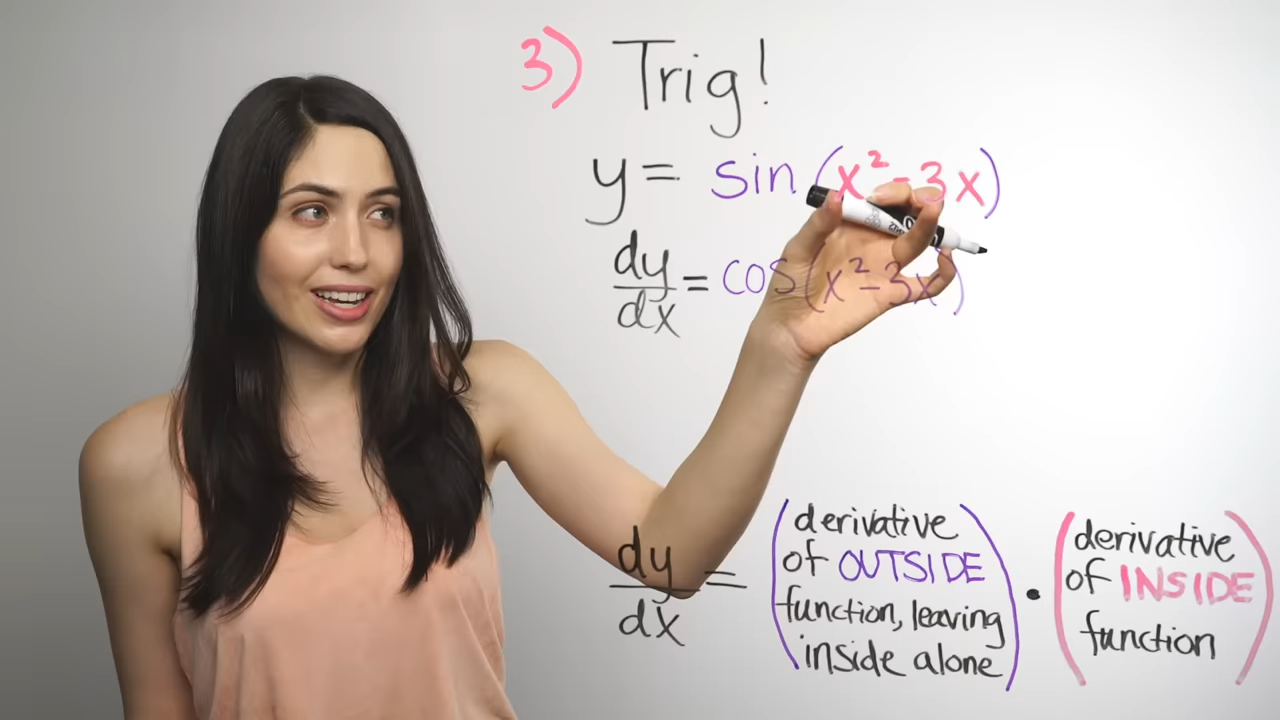 3) Trig!
y = sin (x² - 3x)
dy/dx = cos (x² - 3x)
dy/dx = (derivative of OUTSIDE function, leaving inside alone) • (derivative of INSIDE function)